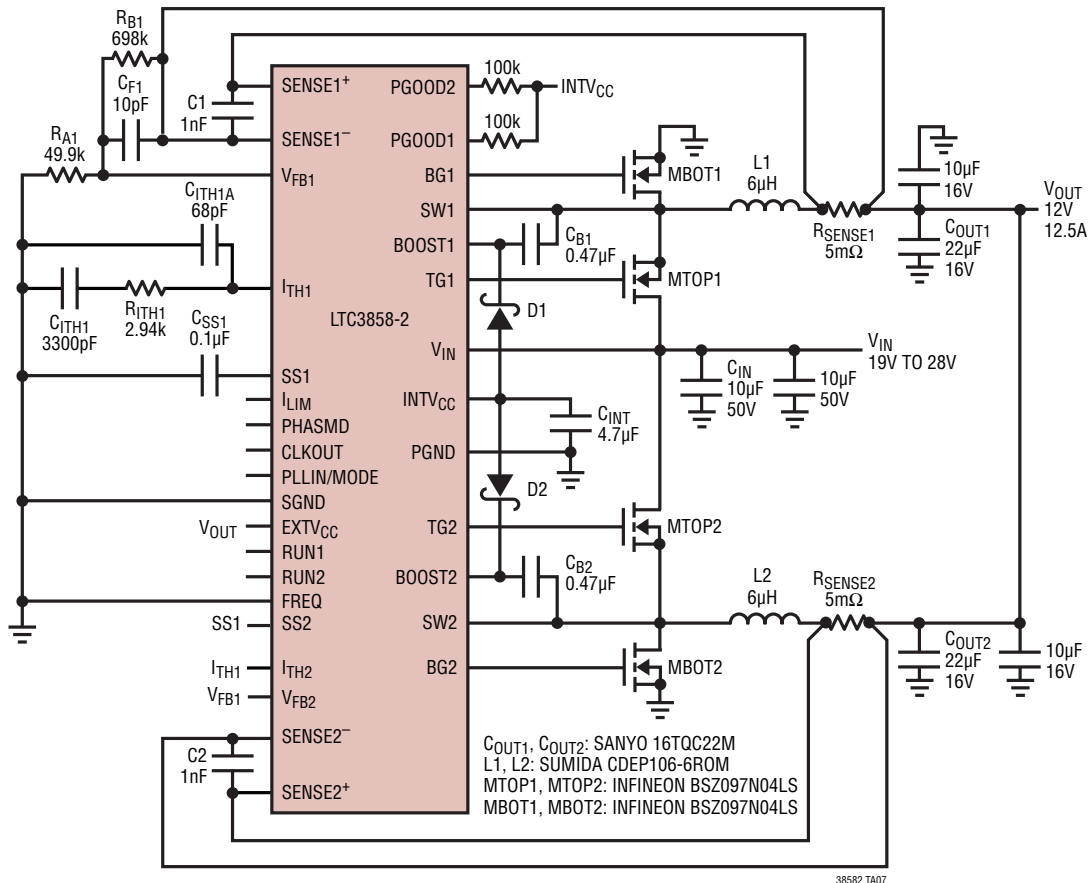 RB1
698k
CF1
10pF
C1
1nF
RA1
49.9k
CITH1A
68pF
CITH1
3300pF
RITH1
2.94k
CSS1
0.1µF
VOUT
SS1
ITH1
VFB1
C2
1nF
SENSE1+
SENSE1–
VFB1
ITH1
SS1
ILIM
PHASMD
CLKOUT
PLLIN/MODE
SGND
EXTVCC
RUN1
RUN2
FREQ
SS2
ITH2
VFB2
SENSE2–
SENSE2+
LTC3858-2
PGOOD2
PGOOD1
BG1
SW1
BOOST1
TG1
VIN
INTVCC
PGND
TG2
BOOST2
SW2
BG2
100k
INTVCC
100k
MBOT1
L1
6µH
CB1
0.47µF
MTOP1
D1
RSENSE1
5mΩ
10µF
16V
VOUT
12V
12.5A
COUT1
22µF
16V
VIN
19V TO 28V
CIN
10µF
50V
10µF
50V
CINT
4.7µF
D2
MTOP2
CB2
0.47µF
L2
6µH
RSENSE2
5mΩ
MBOT2
COUT2
22µF
16V
10µF
16V
COUT1, COUT2: SANYO 16TQC22M
L1, L2: SUMIDA CDEP106-6ROM
MTOP1, MTOP2: INFINEON BSZ097N04LS
MBOT1, MBOT2: INFINEON BSZ097N04LS
38582 TA07